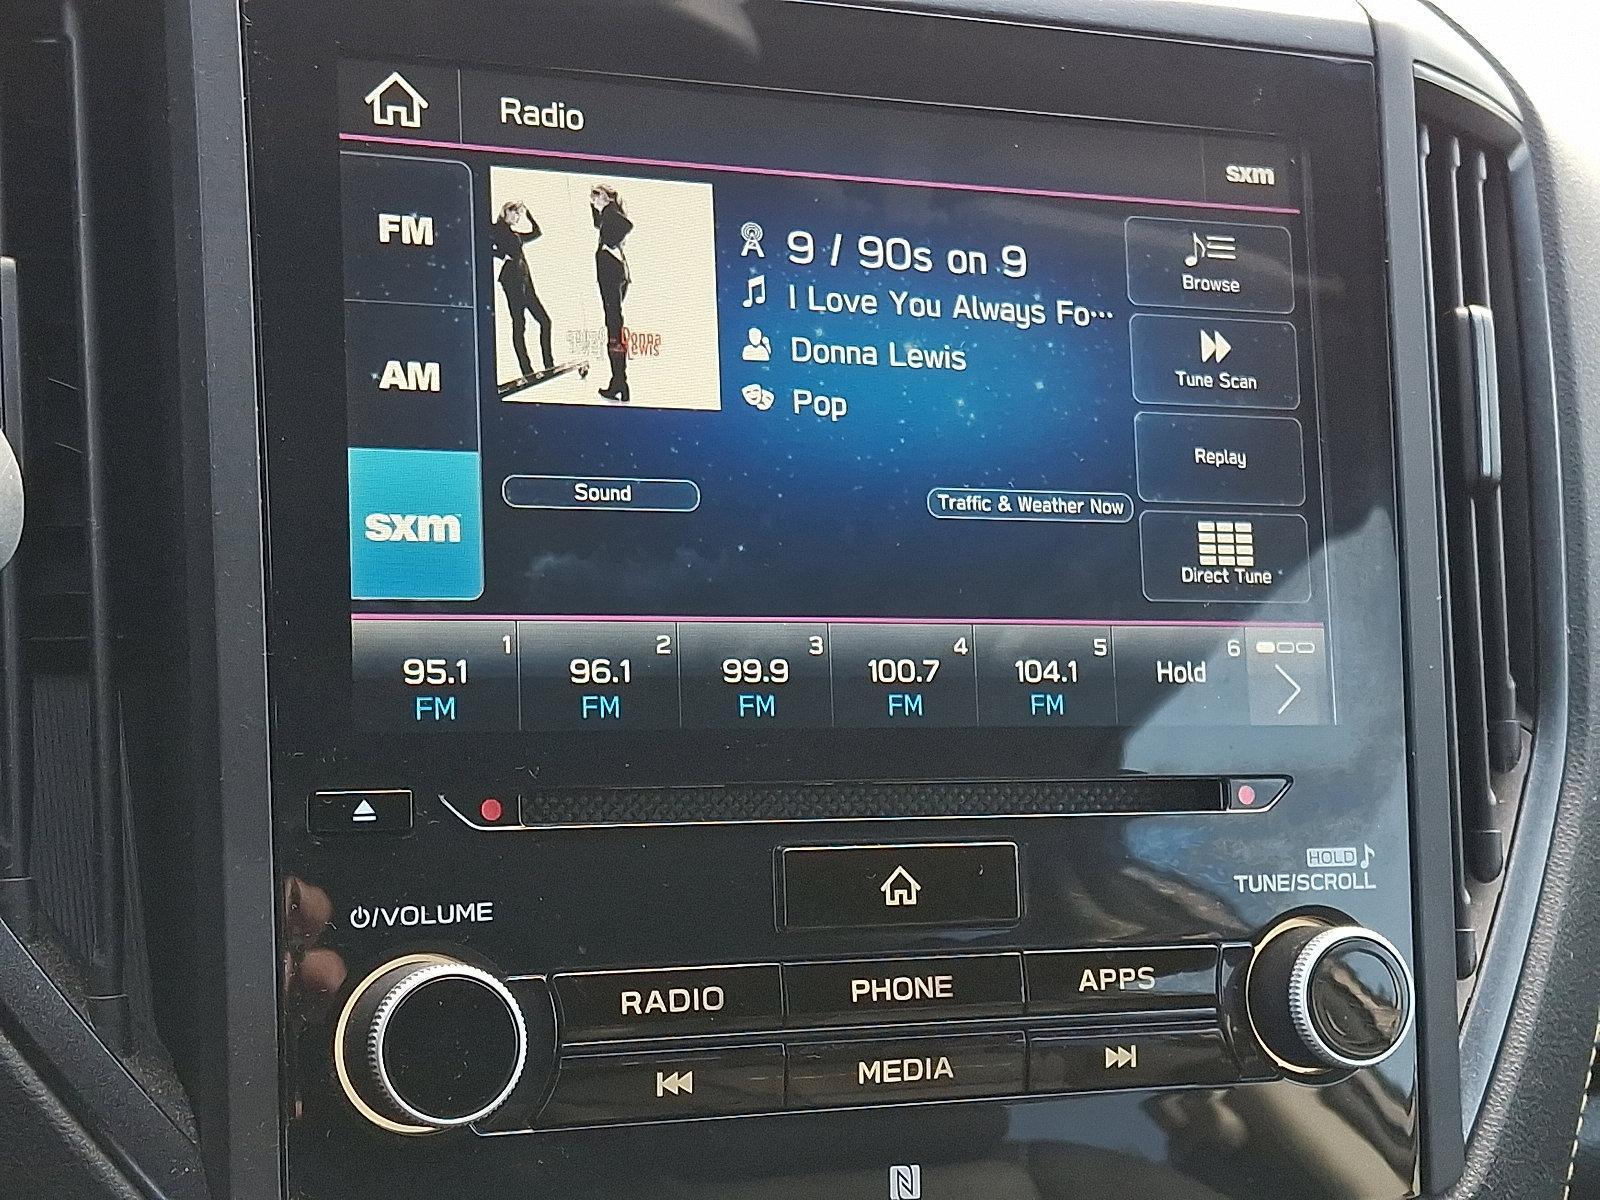 Radio
sxm
FM
AM
sxm
Donna
Lewis
9 / 90s on 9
I Love You Always Fo...
Donna Lewis
Pop
Browse
Tune Scan
Replay
Direct Tune
Sound
Traffic & Weather Now
1
95.1
FM
2
96.1
FM
3
99.9
FM
4
100.7
FM
5
104.1
FM
6
Hold
HOLD
TUNE/SCROLL
/VOLUME
RADIO
PHONE
APPS
MEDIA
N